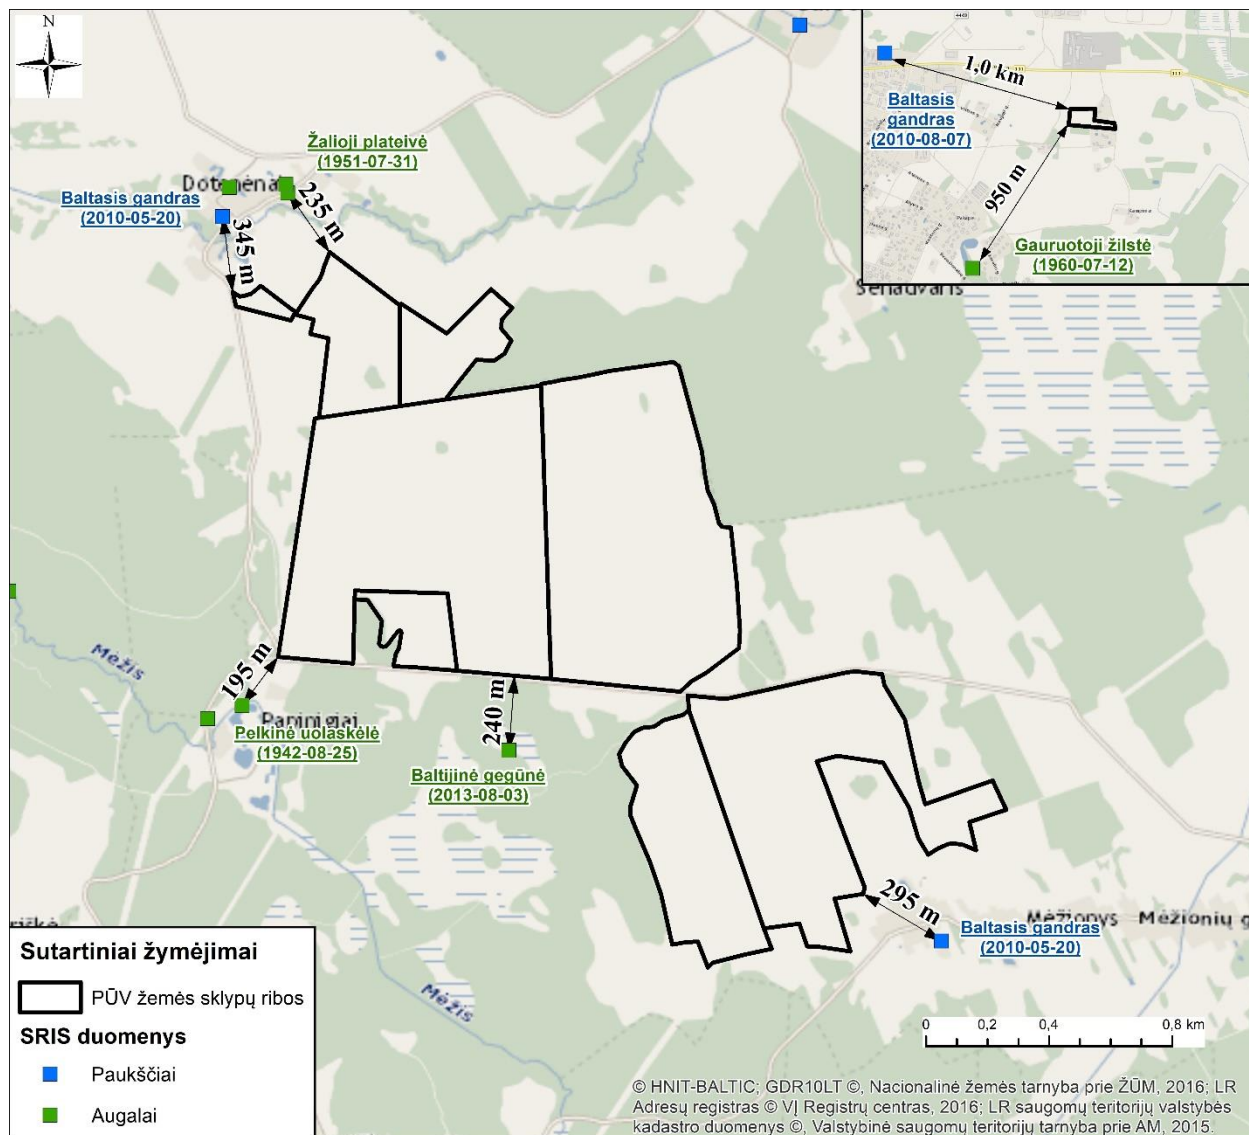 N
4403
111
111
1,0 km
Baltasis
gandras
(2010-08-07)
950 m
Gauruotoji žilstė
(1960-07-12)
Žalioji plateivė
(1951-07-31)
Baltasis gandras
(2010-05-20)
235 m
345 m
Mėžis
195 m
Papinigiai
Pelkinė uolaskėlė
(1942-08-25)
240 m
Baltijinė gegūnė
(2013-08-03)
295 m
Mėžionys
Mėžionių g
Baltasis gandras
(2010-05-20)
Mėžis
Sutartiniai žymėjimai
PŪV žemės sklypų ribos
SRIS duomenys
Paukščiai
Augalai
0 0,2 0,4 0,8 km
© HNIT-BALTIC; GDR10LT ©, Nacionalinė žemės tarnyba prie ŽŪM, 2016; LR
Adresų registras © VĮ Registrų centras, 2016; LR saugomų teritorijų valstybės
kadastro duomenys ©, Valstybinė saugomų teritorijų tarnyba prie AM, 2015.